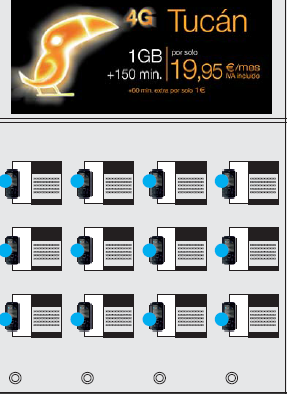 4G Tucán
1GB
+150 min.
por solo
19,95 €/mes
IVA incluido
+60 min. extra por solo 1€